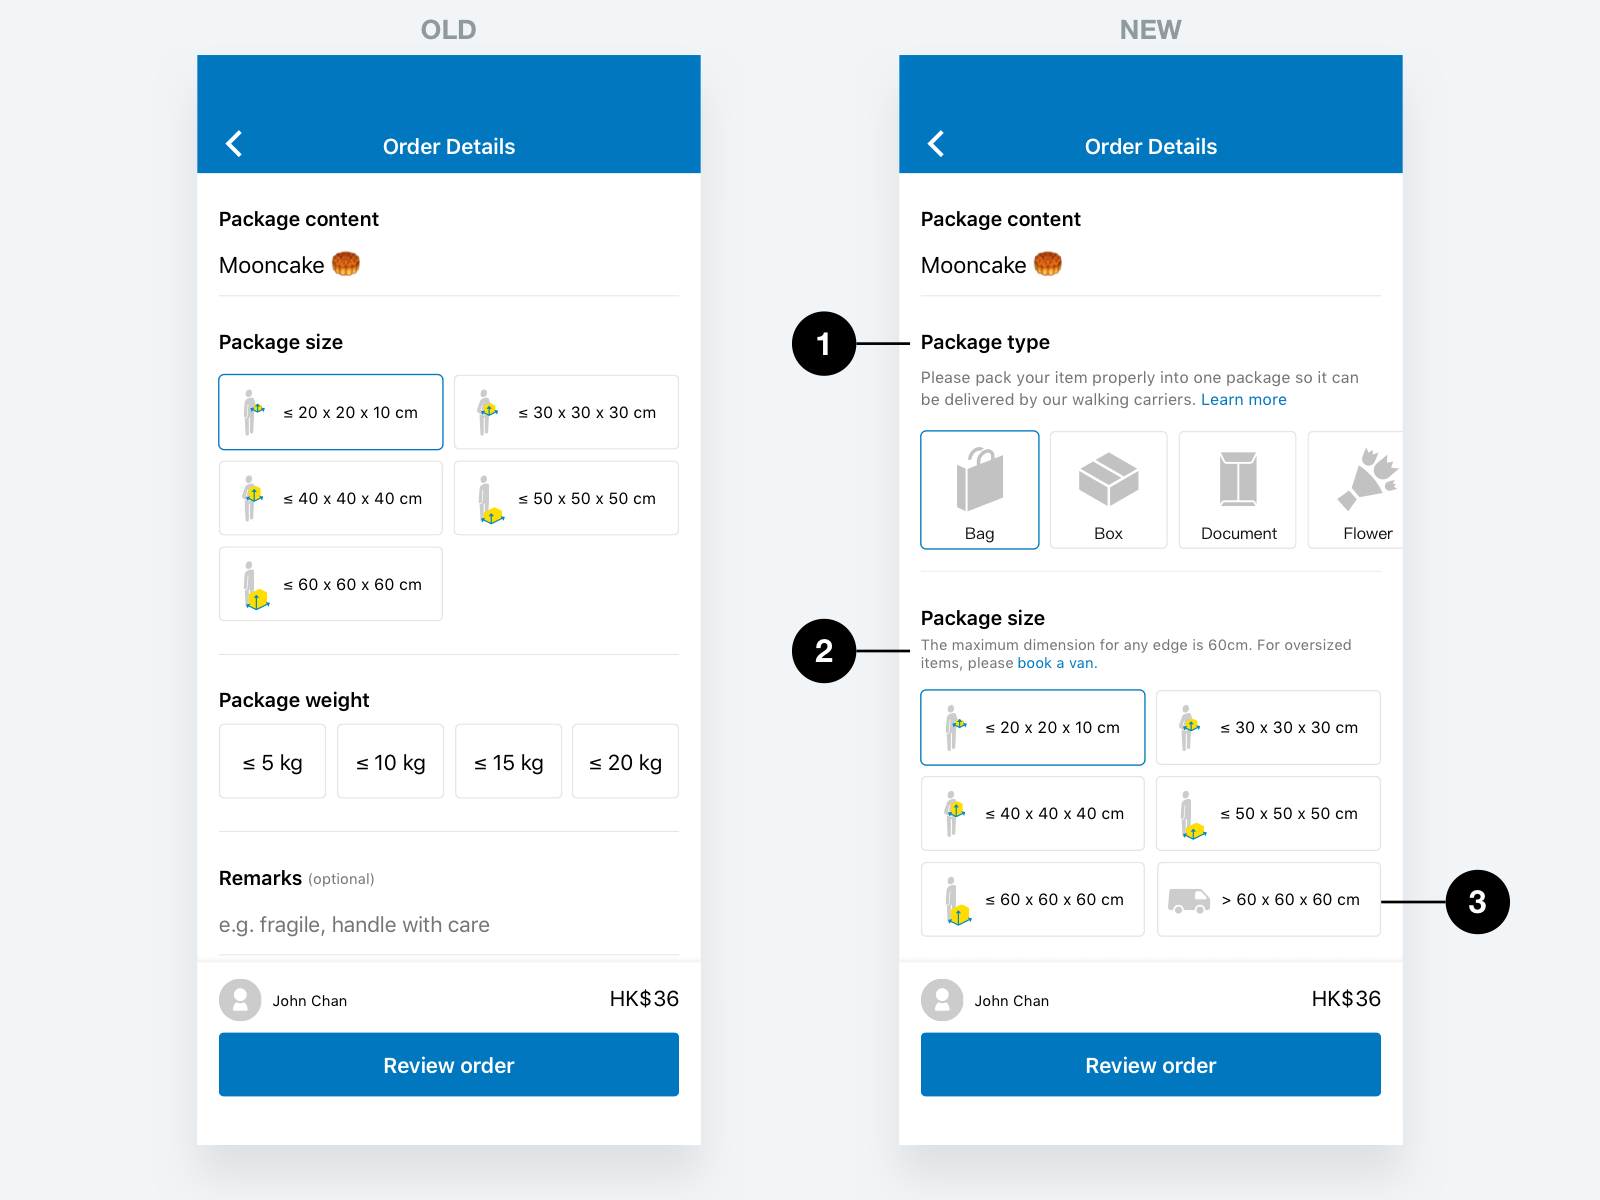 OLD
Order Details
Package content
Mooncake
Package size
≤ 20 x 20 x 10 cm
≤ 30 x 30 x 30 cm
≤ 40 x 40 x 40 cm
≤ 50 x 50 x 50 cm
≤ 60 x 60 x 60 cm
Package weight
≤ 5 kg
≤ 10 kg
≤ 15 kg
≤ 20 kg
Remarks (optional)
e.g. fragile, handle with care
John Chan
HK$36
Review order
NEW
Order Details
Package content
Mooncake
1
Package type
Please pack your item properly into one package so it can
be delivered by our walking carriers. Learn more
Bag
Box
Document
Flower
Package size
2
The maximum dimension for any edge is 60cm. For oversized
items, please book a van.
≤ 20 x 20 x 10 cm
≤ 30 x 30 x 30 cm
≤ 40 x 40 x 40 cm
≤ 50 x 50 x 50 cm
≤ 60 x 60 x 60 cm
> 60 x 60 x 60 cm
3
John Chan
HK$36
Review order